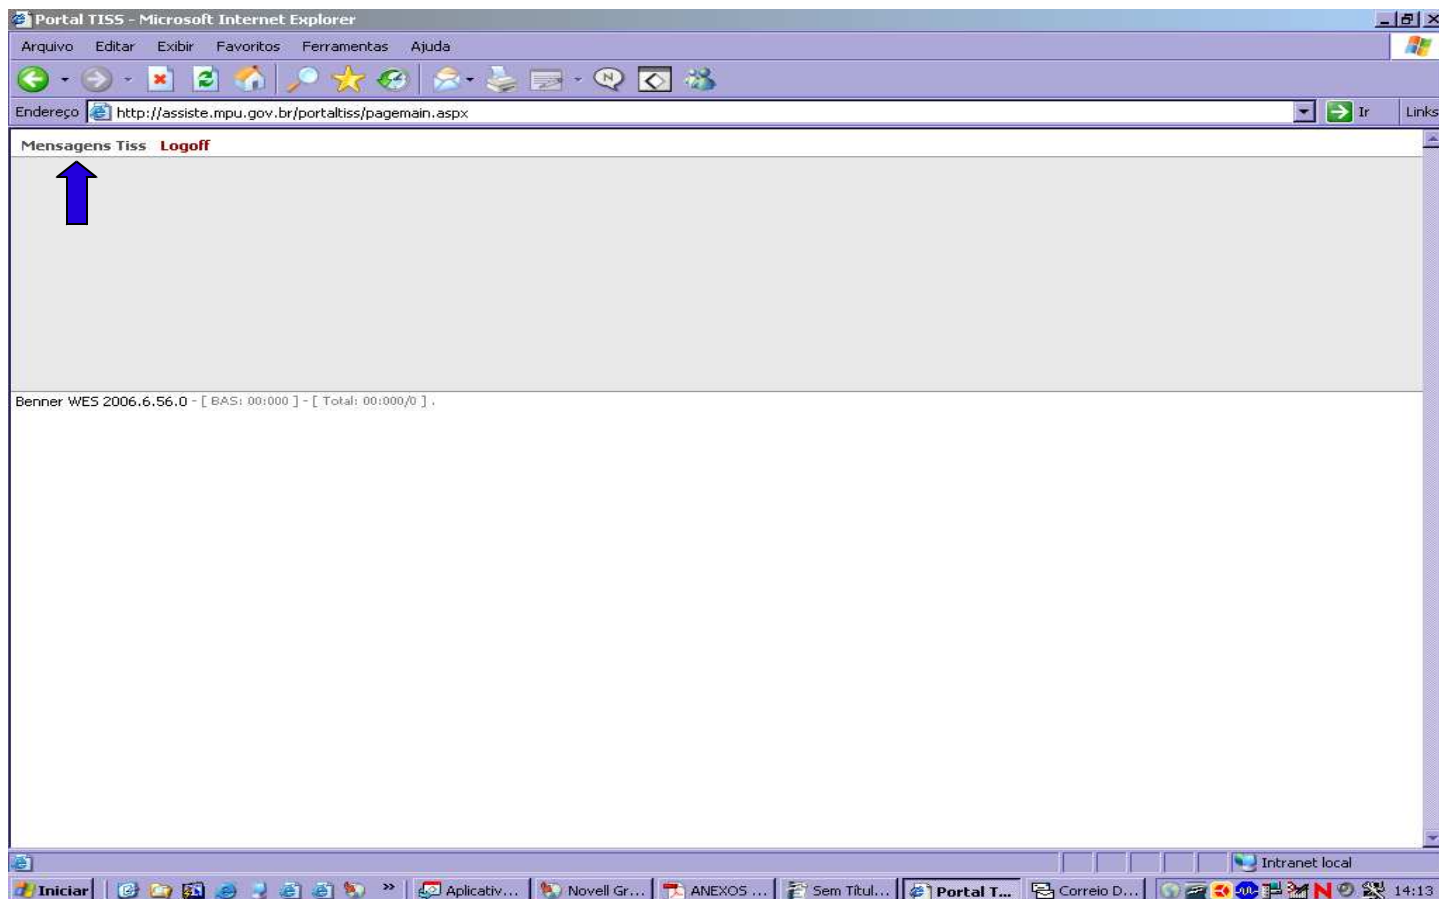 Portal TISS - Microsoft Internet Explorer
Arquivo Editar Exibir Favoritos Ferramentas Ajuda
Endereço http://assiste.mpu.gov.br/portaltiss/pagemain.aspx Ir Links
Mensagens Tiss Logoff
Benner WES 2006.6.56.0 - [ BAS: 00:000 ] - [ Total: 00:000/0 ] .
Intranet local
Iniciar » Aplicativ... Novell Gr... ANEXOS ... Sem Títul... Portal T... Correio D... 14:13